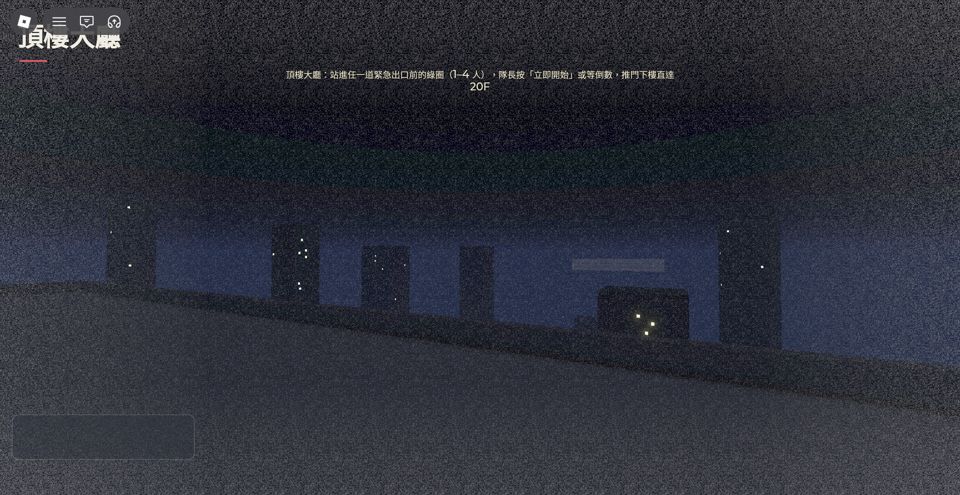 頂樓大廳
頂樓大廳：站進任一道緊急出口前的綠圈（1–4 人），隊長按「立即開始」或等倒數，推門下樓直達
20F